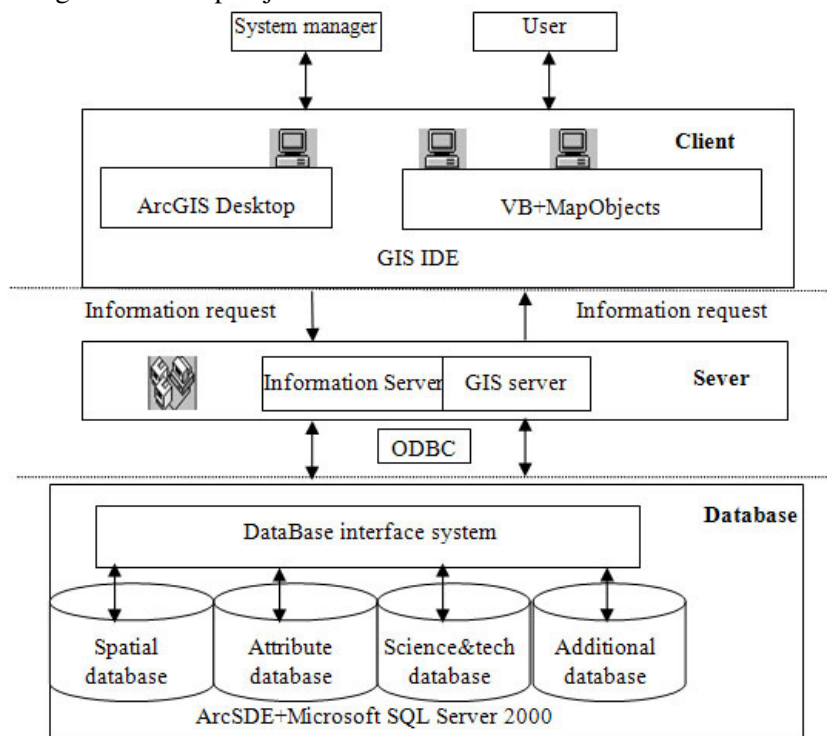 System manager
User
Client
ArcGIS Desktop
VB+MapObjects
GIS IDE
Information request
Information request
Information Server
GIS server
Sever
ODBC
Database
DataBase interface system
Spatial
database
Attribute
database
Science&tech
database
Additional
database
ArcSDE+Microsoft SQL Server 2000